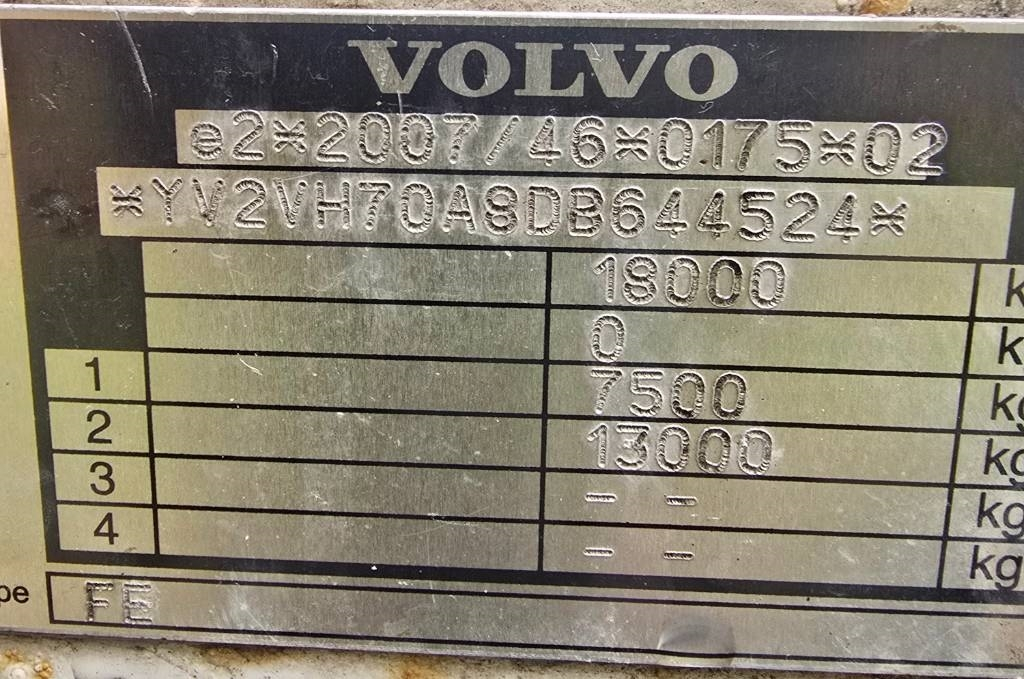 VOLVO
e2*2007/46*0175*02
*YV2VH70A8DB644524*
18000 k
0 k
1 7500 kg
2 13000 kg
3 - - kg
4 - - kg
pe FE